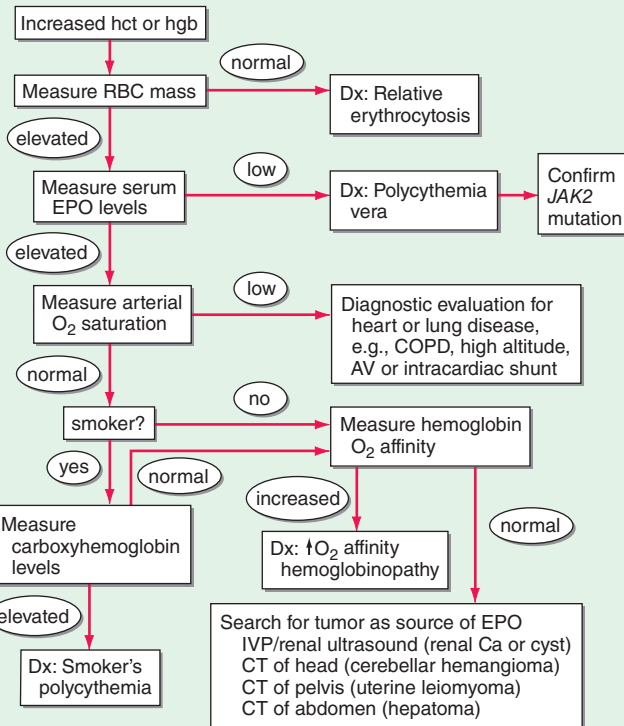 Increased hct or hgb
Measure RBC mass
normal
Dx: Relative
erythrocytosis
elevated
Measure serum
EPO levels
low
Dx: Polycythemia
vera
Confirm
JAK2
mutation
elevated
Measure arterial
O2 saturation
low
Diagnostic evaluation for
heart or lung disease,
e.g., COPD, high altitude,
AV or intracardiac shunt
normal
smoker?
no
Measure hemoglobin
O2 affinity
yes
normal
Measure
carboxyhemoglobin
levels
increased
normal
Dx: ↑O2 affinity
hemoglobinopathy
elevated
Dx: Smoker's
polycythemia
Search for tumor as source of EPO
IVP/renal ultrasound (renal Ca or cyst)
CT of head (cerebellar hemangioma)
CT of pelvis (uterine leiomyoma)
CT of abdomen (hepatoma)